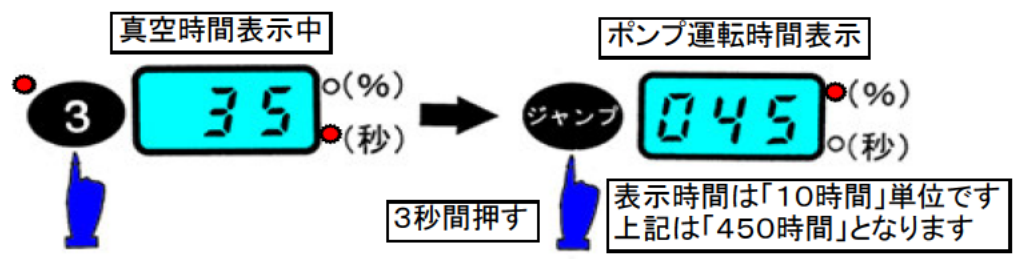 真空時間表示中
ポンプ運転時間表示
3
35
(%)
(秒)
ジャンプ
045
(%)
(秒)
3秒間押す
表示時間は「10時間」単位です
上記は「450時間」となります